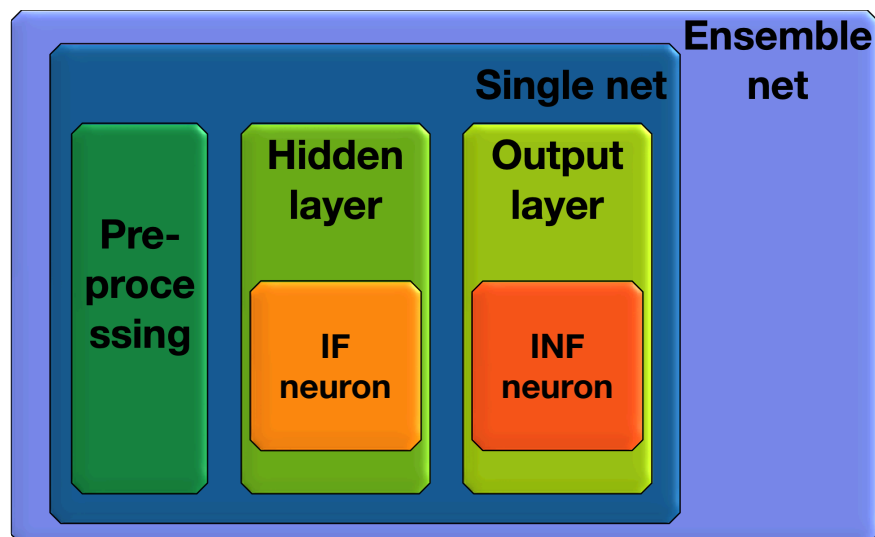 Ensemble
net
Single net
Pre-
proce
ssing
Hidden
layer
IF
neuron
Output
layer
INF
neuron